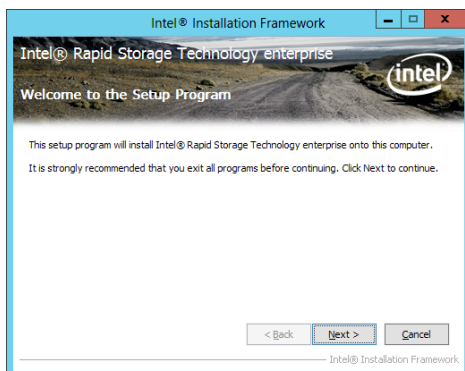 Intel® Installation Framework
Intel® Rapid Storage Technology enterprise
(intel)
Welcome to the Setup Program
This setup program will install Intel® Rapid Storage Technology enterprise onto this computer.
It is strongly recommended that you exit all programs before continuing. Click Next to continue.
< Back Next > Cancel
Intel® Installation Framework